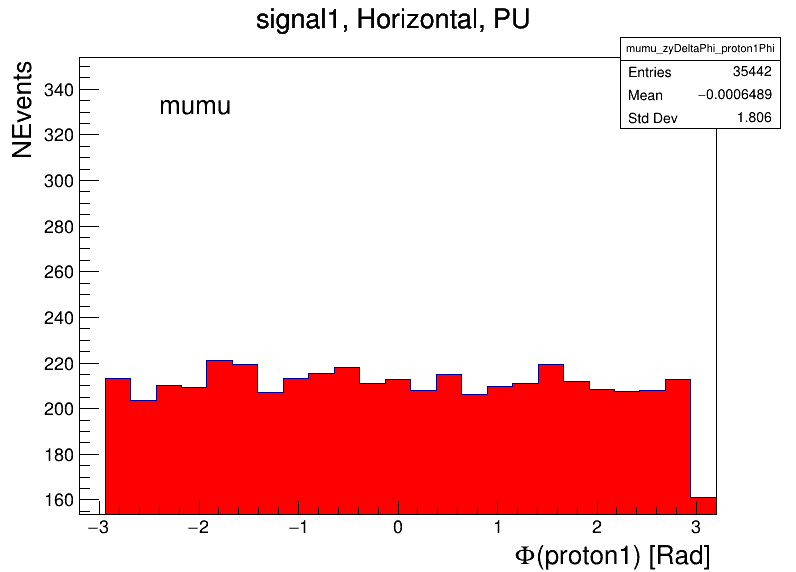 signal1, Horizontal, PU
mumu_zyDeltaPhi_proton1Phi
Entries 35442
Mean −0.0006489
Std Dev 1.806
NEvents
mumu
340
320
300
280
260
240
220
200
180
160
−3 −2 −1 0 1 2 3
Φ(proton1) [Rad]